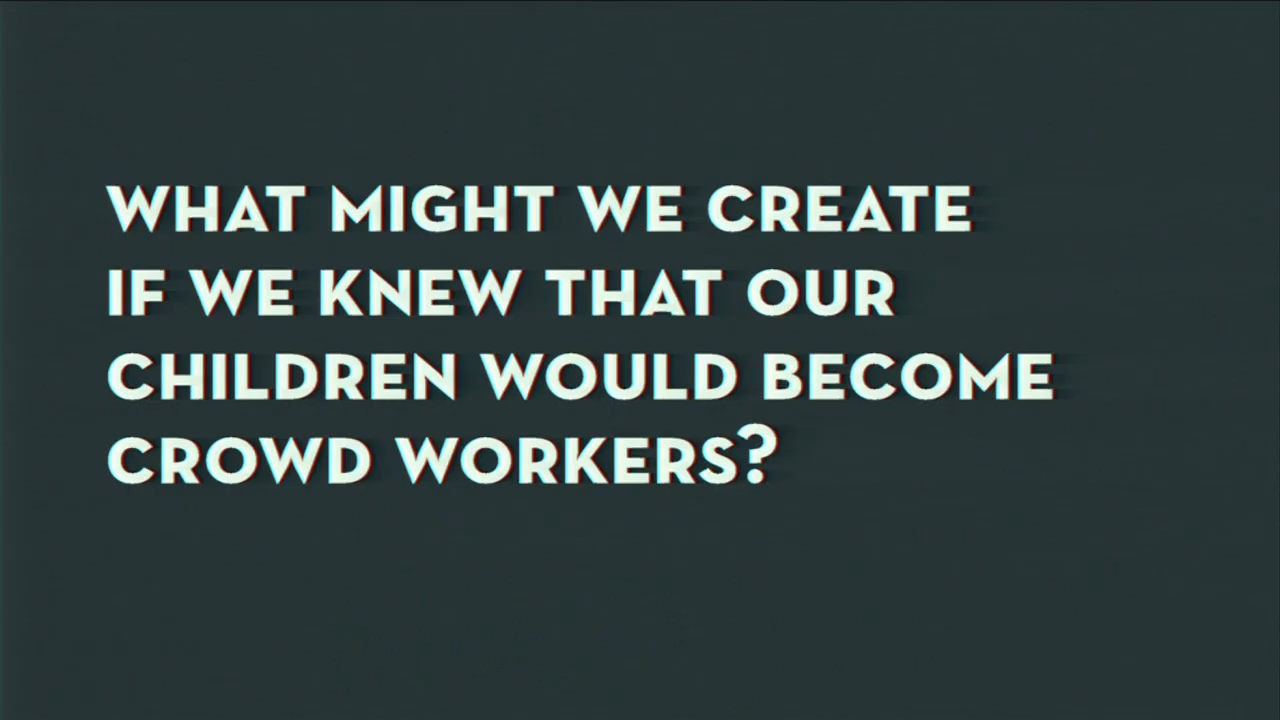 WHAT MIGHT WE CREATE
IF WE KNEW THAT OUR
CHILDREN WOULD BECOME
CROWD WORKERS?